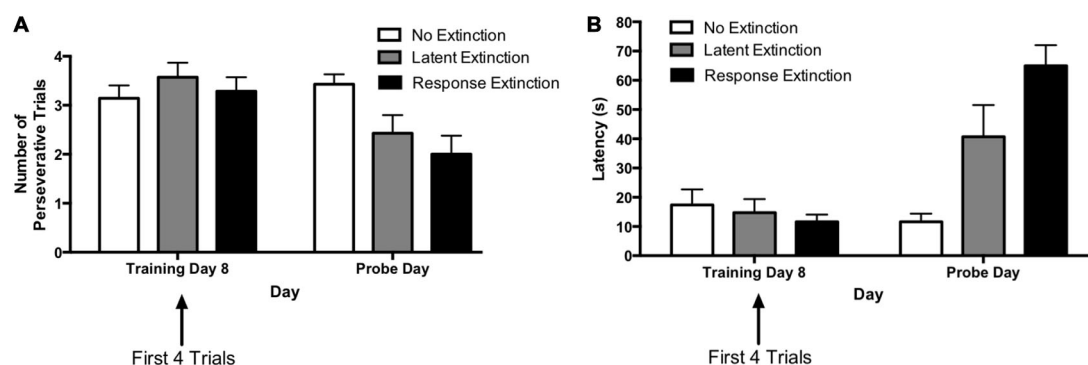 A
No Extinction
Latent Extinction
Response Extinction
4
3
2
1
0
Number of
Perseverative Trials
Training Day 8
Probe Day
Day
First 4 Trials
B
No Extinction
Latent Extinction
Response Extinction
80
70
60
50
40
30
20
10
0
Latency (s)
Training Day 8
Probe Day
Day
First 4 Trials